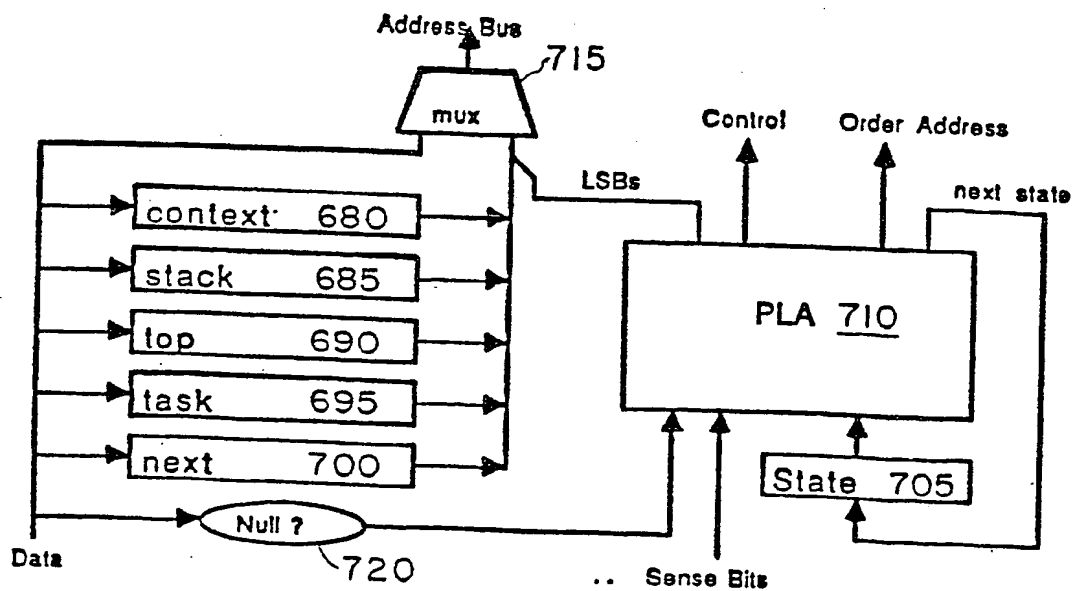 Address Bus
715
mux
Control
Order Address
LSBs
next state
context 680
stack 685
top 690
task 695
next 700
PLA 710
State 705
Null ?
720
Data
Sense Bits